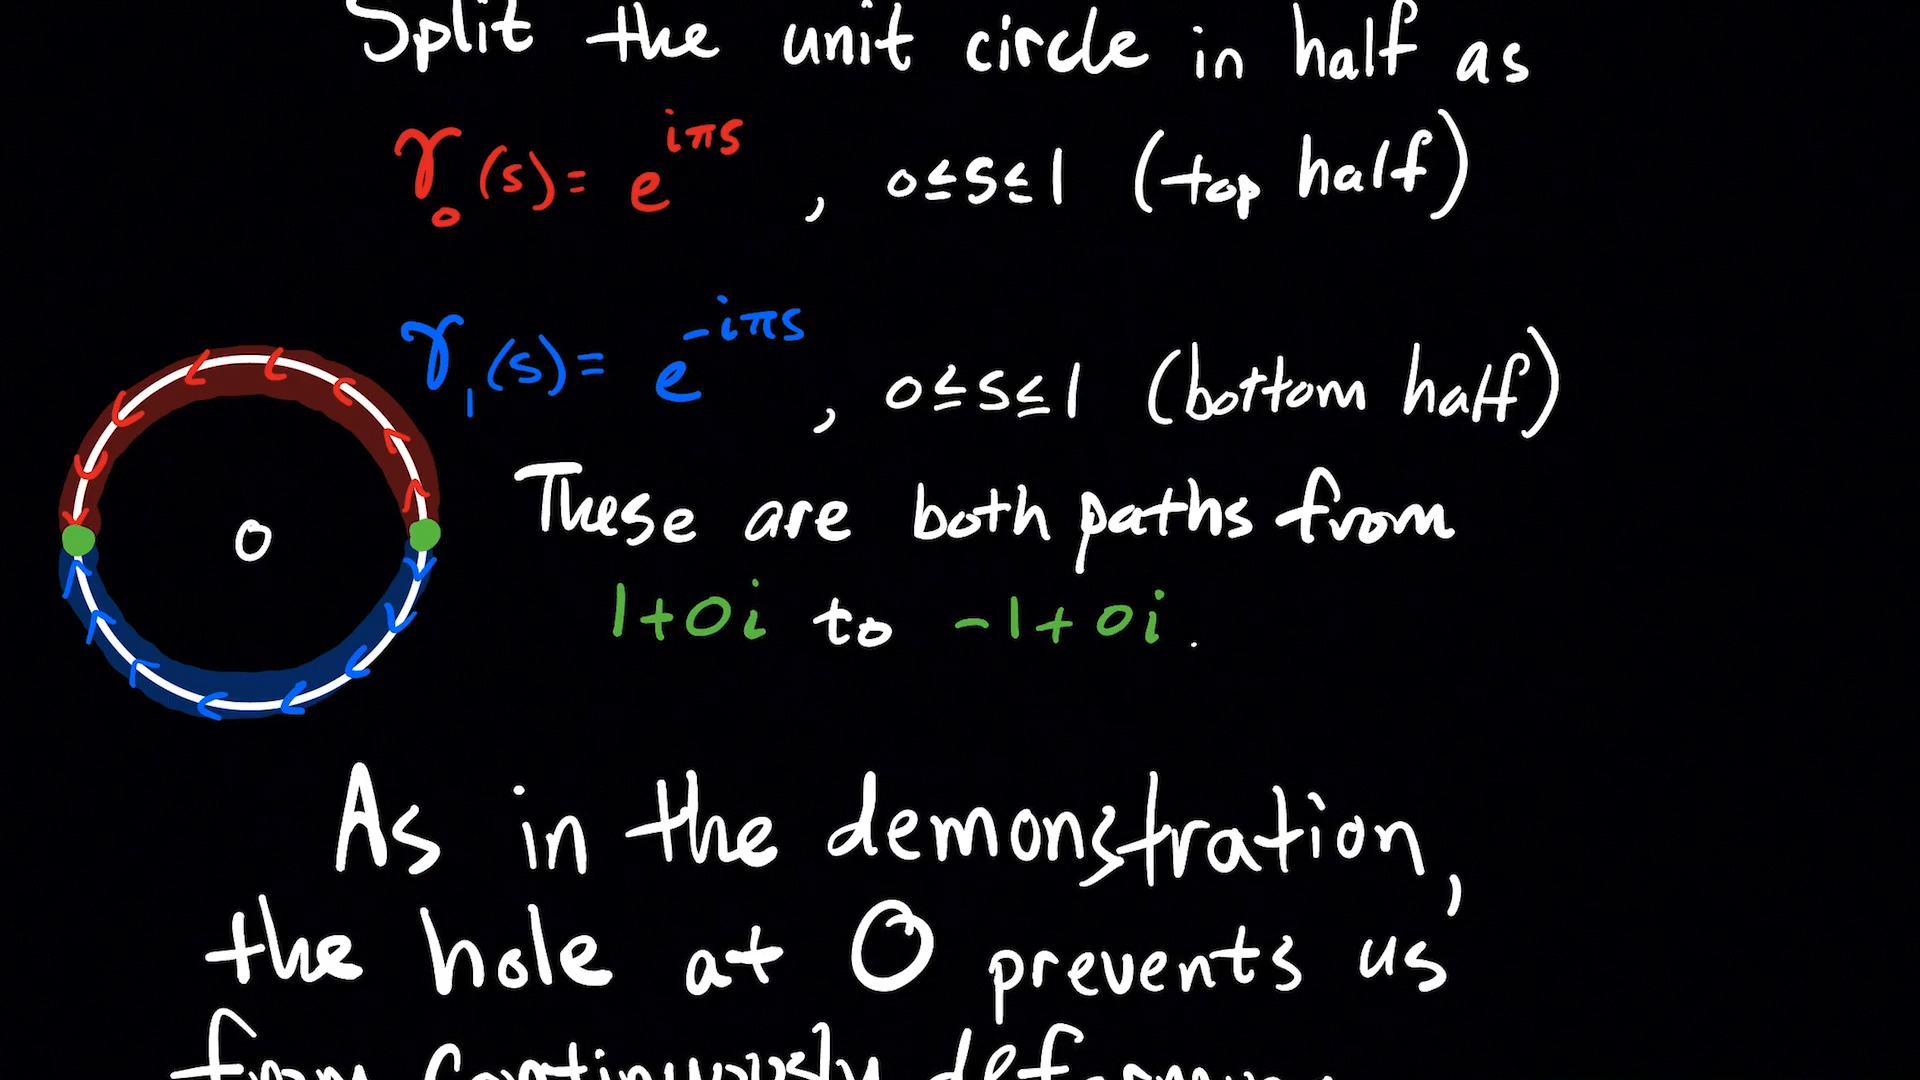 Split the unit circle in half as
γ₀(s) = e^{iπs}, 0≤s≤1 (top half)
γ₁(s) = e^{-iπs}, 0≤s≤1 (bottom half)
0
These are both paths from
1+0i to -1+0i.
As in the demonstration,
the hole at 0 prevents us
from continuously